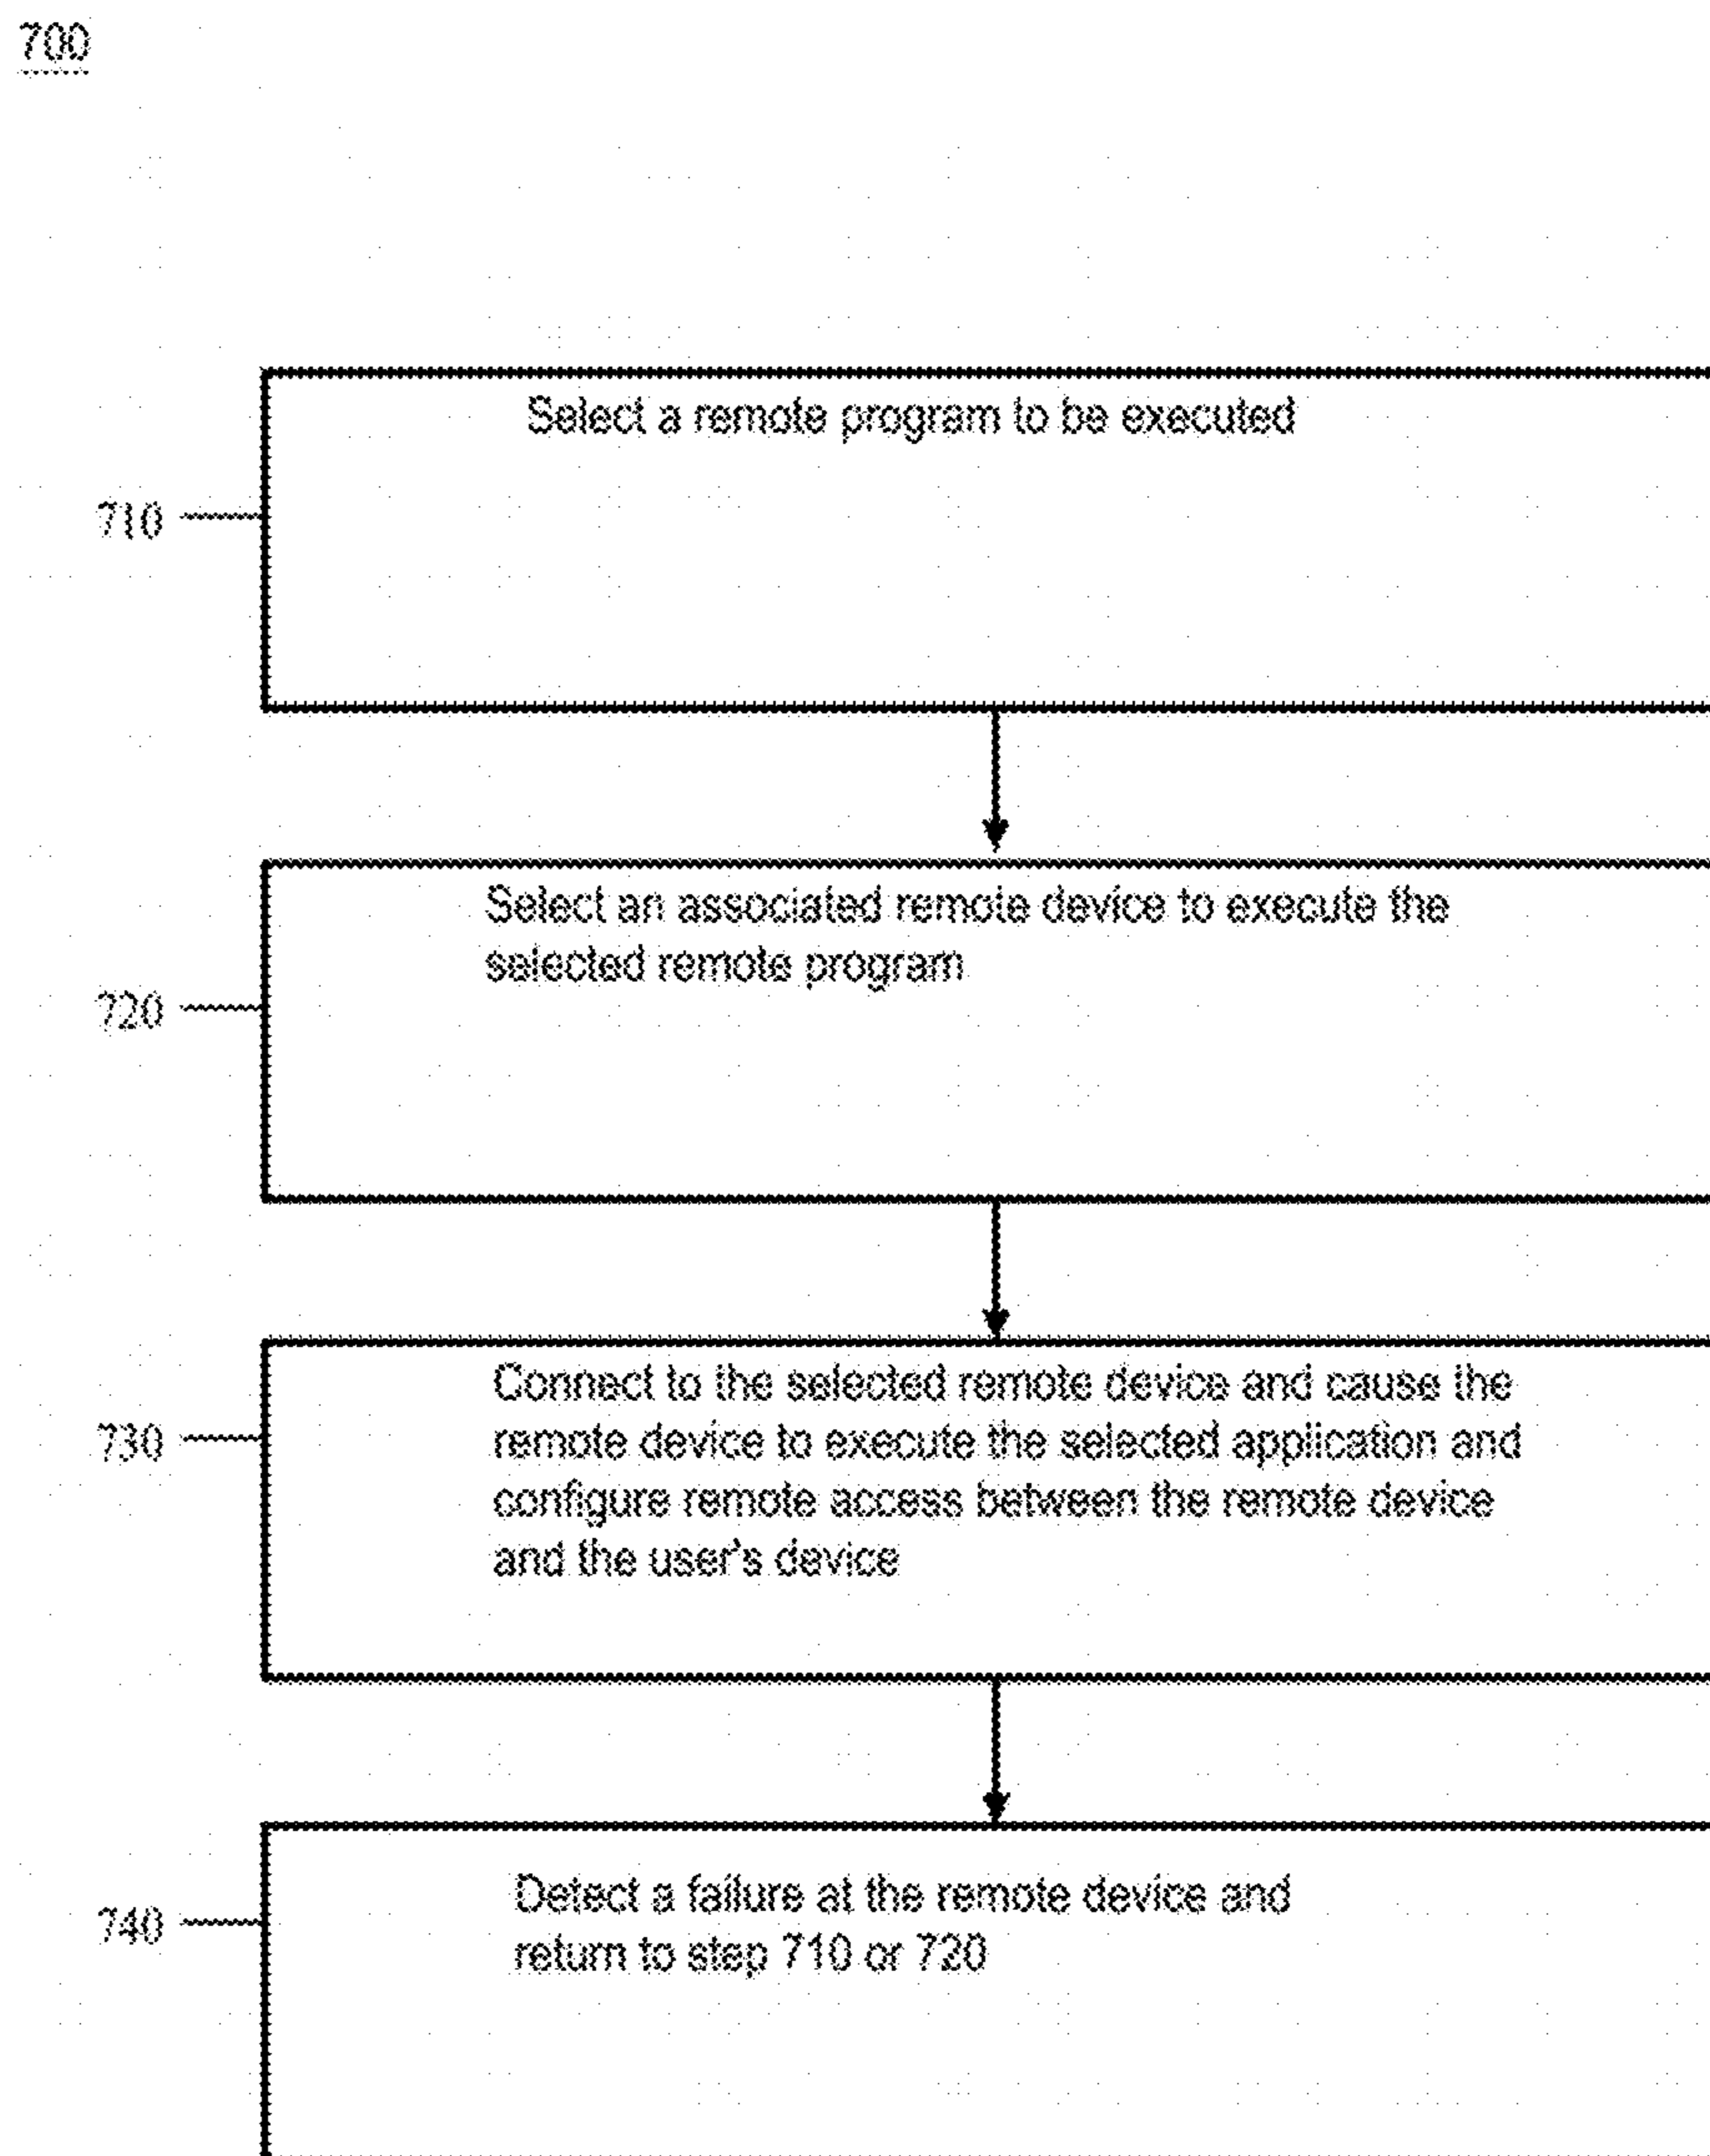 700
Select a remote program to be executed
710
Select an associated remote device to execute the
selected remote program
720
Connect to the selected remote device and cause the
remote device to execute the selected application and
730
configure remote access between the remote device
and the user's device
Detect a failure at the remote device and
740
return to step 710 or 720